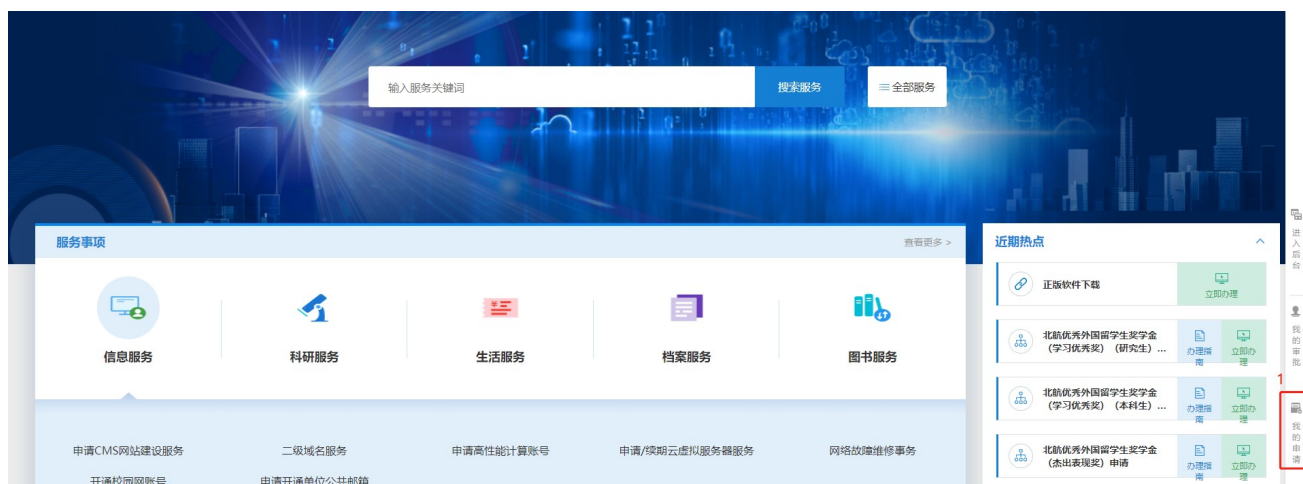 输入服务关键词
搜索服务
全部服务
服务事项
查看更多 >
信息服务
科研服务
生活服务
档案服务
图书服务
申请CMS网站建设服务
二级域名服务
申请高性能计算账号
申请/续期云虚拟服务器服务
网络故障维修事务
开通校园网账号
申请开通单位公共邮箱
近期热点
正版软件下载
立即办理
北航优秀外国留学生奖学金
（学习优秀奖）（研究生）...
办理指
南
立即办
理
北航优秀外国留学生奖学金
（学习优秀奖）（本科生）...
办理指
南
立即办
理
北航优秀外国留学生奖学金
（杰出表现奖）申请
办理指
南
立即办
理
进
入
后
台
我
的
审
批
1
我
的
申
请